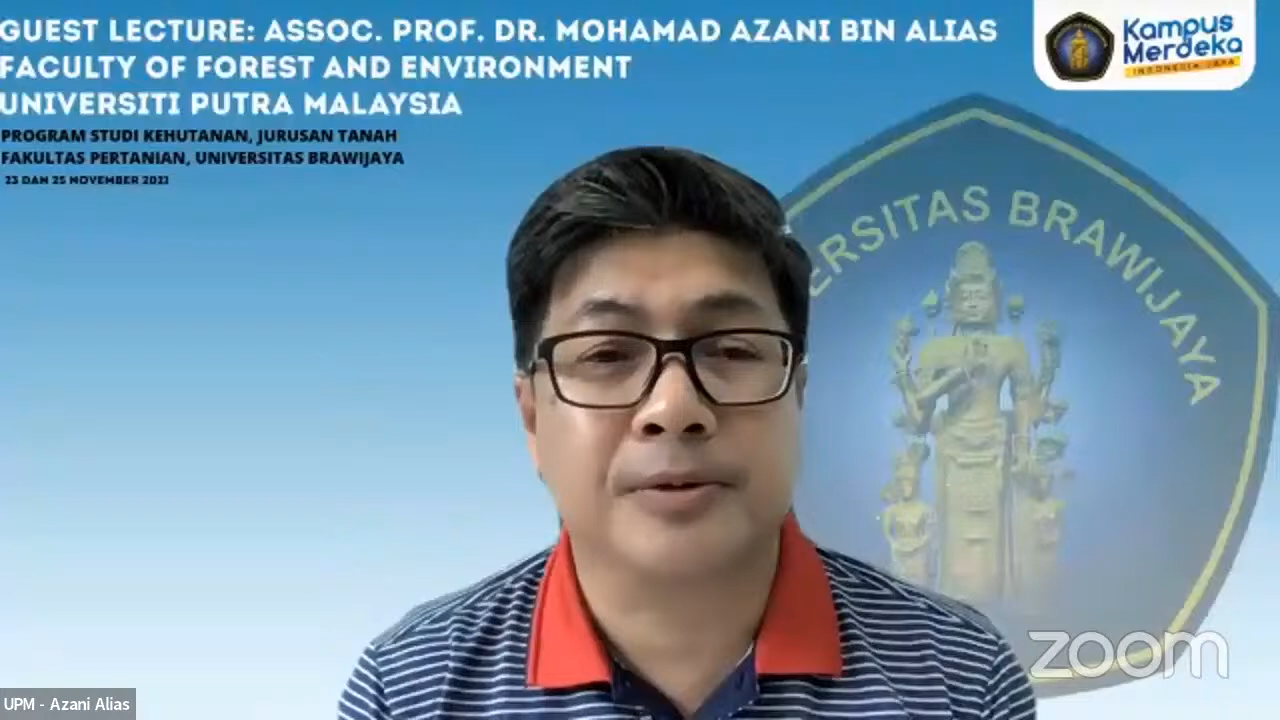 GUEST LECTURE: ASSOC. PROF. DR. MOHAMAD AZANI BIN ALIAS
FACULTY OF FOREST AND ENVIRONMENT
UNIVERSITI PUTRA MALAYSIA
PROGRAM STUDI KEHUTANAN, JURUSAN TANAH
FAKULTAS PERTANIAN, UNIVERSITAS BRAWIJAYA
23 DAN 25 NOVEMBER 2021
Kampus
Merdeka
INDONESIA JAYA
ERSITAS BRAWIJAYA
zoom
UPM - Azani Alias